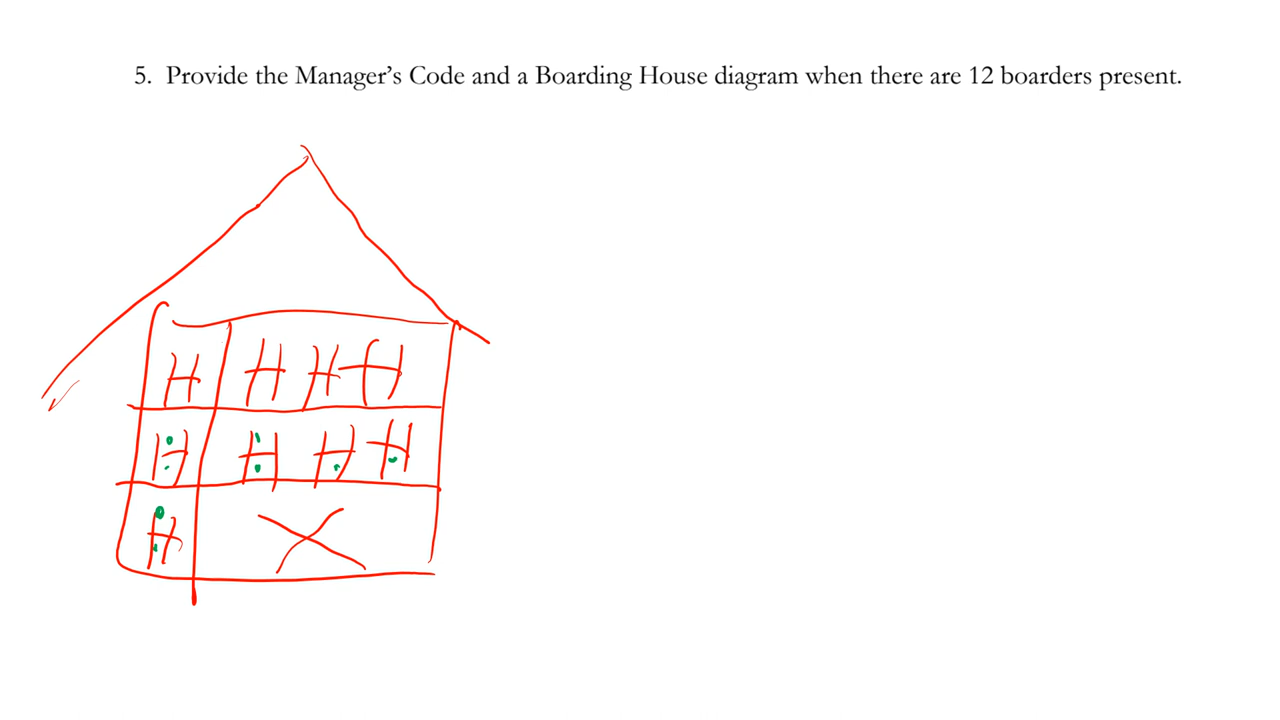 5. Provide the Manager’s Code and a Boarding House diagram when there are 12 boarders present.
H H H H
H H H H
H X